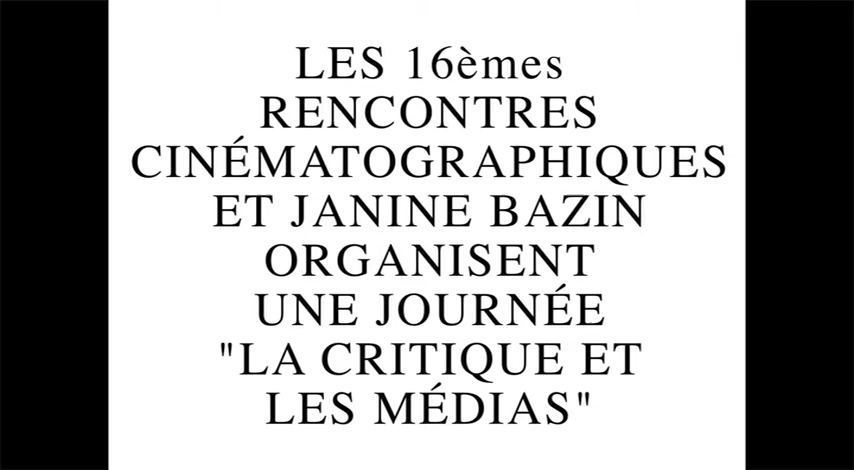 LES 16èmes
RENCONTRES
CINÉMATOGRAPHIQUES
ET JANINE BAZIN
ORGANISENT
UNE JOURNÉE
"LA CRITIQUE ET
LES MÉDIAS"